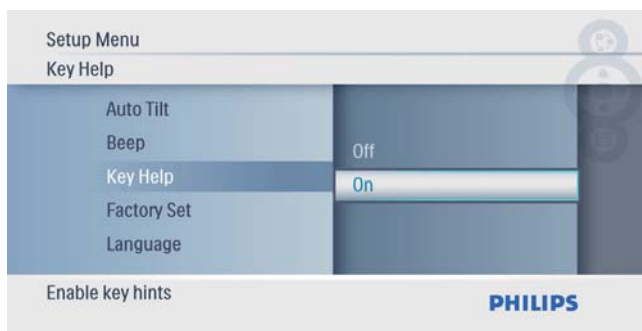 Setup Menu
Key Help
Auto Tilt
Beep
Key Help
Factory Set
Language
Off
On
Enable key hints
PHILIPS